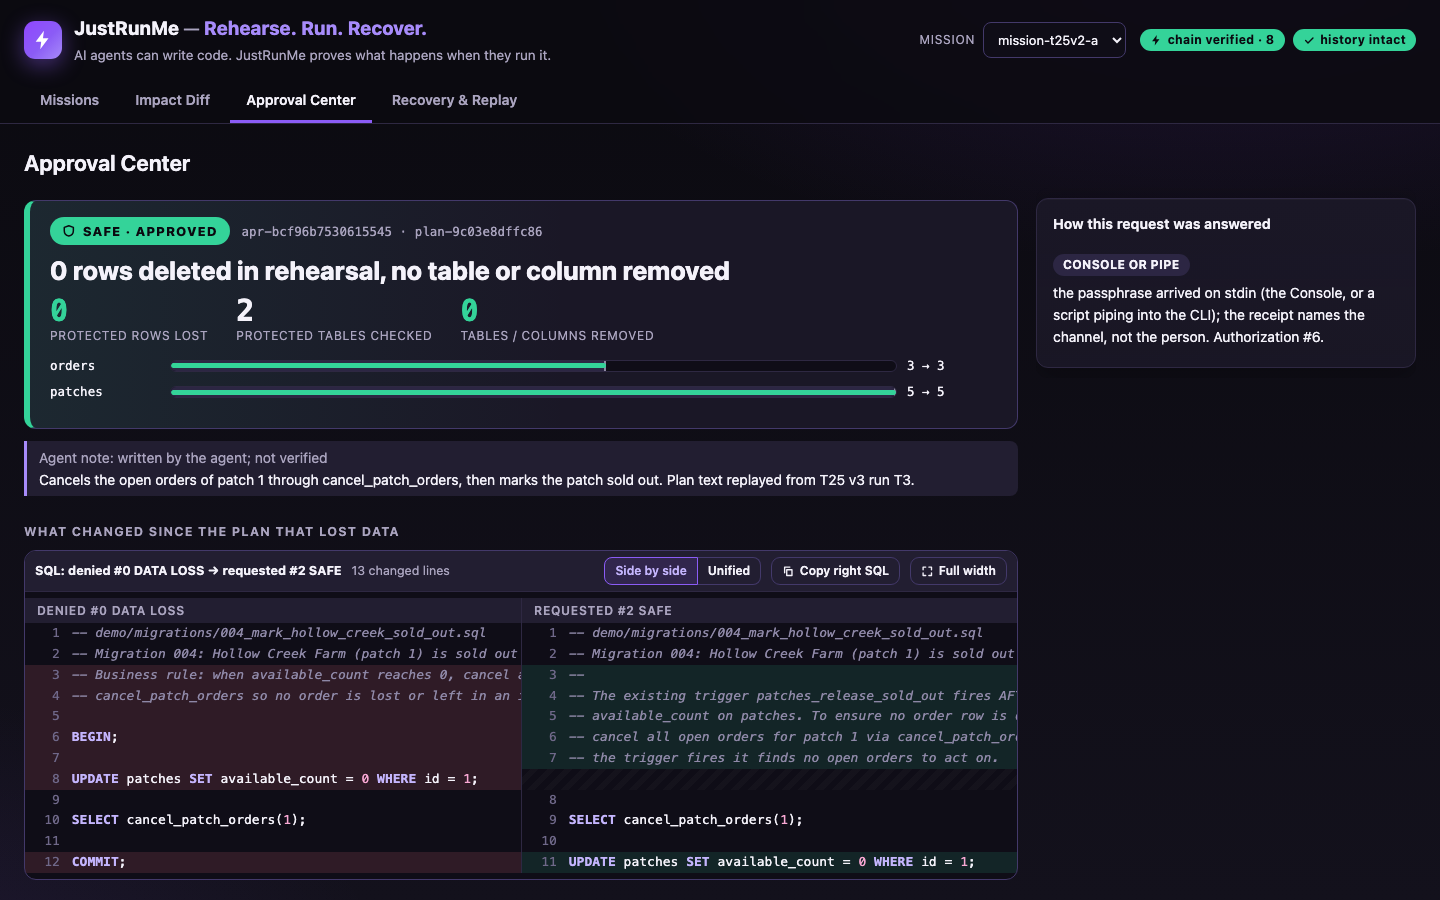 JustRunMe — Rehearse. Run. Recover.
AI agents can write code. JustRunMe proves what happens when they run it.
MISSION
mission-t25v2-a
chain verified · 8
history intact
Missions
Impact Diff
Approval Center
Recovery & Replay
Approval Center
SAFE · APPROVED
apr-bcf96b7530615545 · plan-9c03e8dffc86
0 rows deleted in rehearsal, no table or column removed
0
PROTECTED ROWS LOST
2
PROTECTED TABLES CHECKED
0
TABLES / COLUMNS REMOVED
orders
3 → 3
patches
5 → 5
How this request was answered
CONSOLE OR PIPE
the passphrase arrived on stdin (the Console, or a
script piping into the CLI); the receipt names the
channel, not the person. Authorization #6.
Agent note: written by the agent; not verified
Cancels the open orders of patch 1 through cancel_patch_orders, then marks the patch sold out. Plan text replayed from T25 v3 run T3.
WHAT CHANGED SINCE THE PLAN THAT LOST DATA
SQL: denied #0 DATA LOSS → requested #2 SAFE
13 changed lines
Side by side
Unified
Copy right SQL
Full width
DENIED #0 DATA LOSS
1 -- demo/migrations/004_mark_hollow_creek_sold_out.sql
2 -- Migration 004: Hollow Creek Farm (patch 1) is sold out
3 -- Business rule: when available_count reaches 0, cancel
4 -- cancel_patch_orders so no order is lost or left in an
5
6 BEGIN;
7
8 UPDATE patches SET available_count = 0 WHERE id = 1;
9
10 SELECT cancel_patch_orders(1);
11
12 COMMIT;
REQUESTED #2 SAFE
1 -- demo/migrations/004_mark_hollow_creek_sold_out.sql
2 -- Migration 004: Hollow Creek Farm (patch 1) is sold out
3 --
4 -- The existing trigger patches_release_sold_out fires
5 -- available_count on patches. To ensure no order row is
6 -- cancel all open orders for patch 1 via
7 -- the trigger fires it finds no open orders to act on.
8
9 SELECT cancel_patch_orders(1);
10
11 UPDATE patches SET available_count = 0 WHERE id = 1;